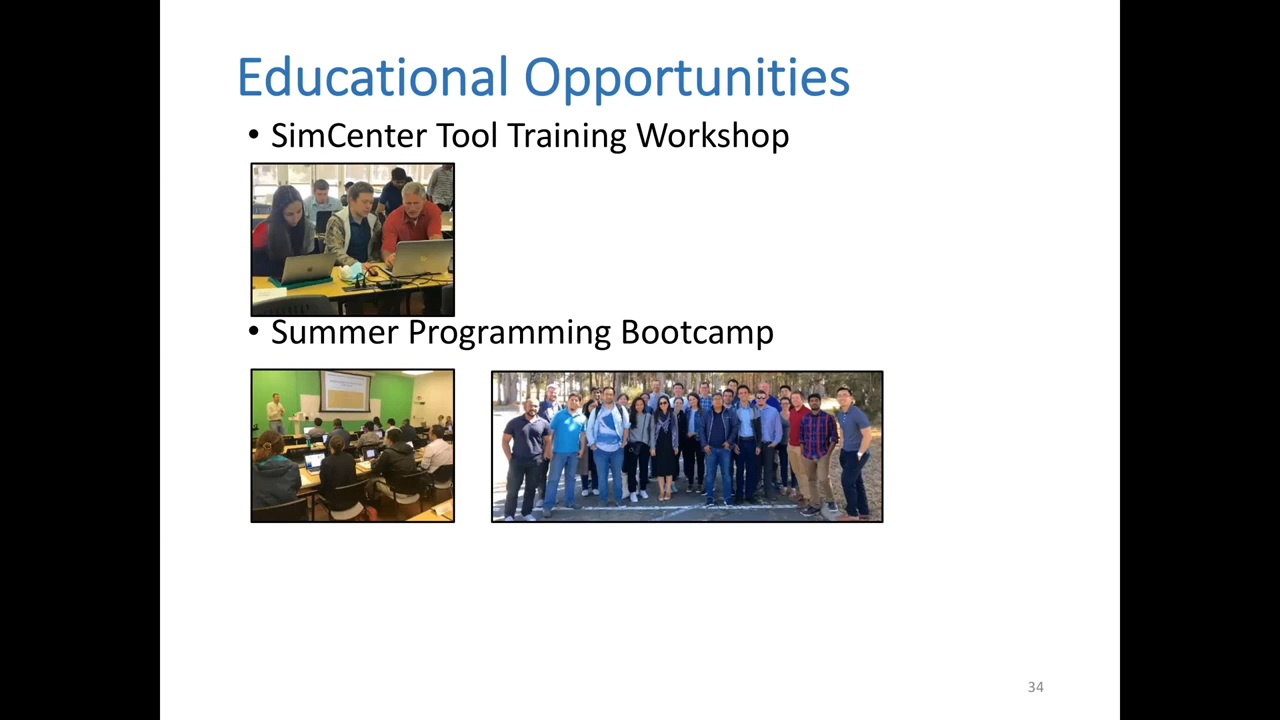 Educational Opportunities
• SimCenter Tool Training Workshop
• Summer Programming Bootcamp
34